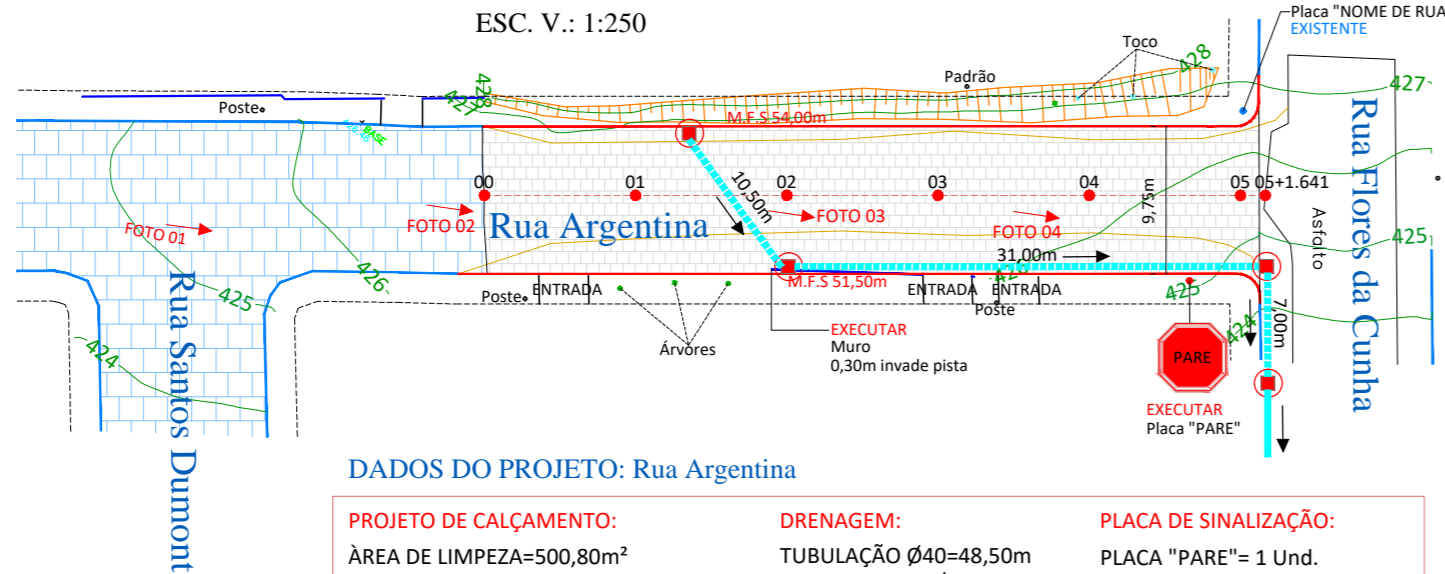 ESC. V.: 1:250
Placa "NOME DE RUA
EXISTENTE
Toco
428
427
Padrão
428
427
Poste
BASE
M.F.S 54,00m
Rua Flores da Cunha
00
01
02
03
04
05
05+1.641
10,50m
9,75m
FOTO 01
FOTO 02
Rua Argentina
FOTO 03
FOTO 04
Asfalto
425
31,00m
426
425
426
425
Rua Santos Dumont
M.F.S 51,50m
Poste
ENTRADA
ENTRADA
ENTRADA
Poste
7,00m
424
424
Árvores
EXECUTAR
Muro
0,30m invade pista
PARE
EXECUTAR
Placa "PARE"
DADOS DO PROJETO: Rua Argentina
PROJETO DE CALÇAMENTO:
DRENAGEM:
PLACA DE SINALIZAÇÃO:
ÀREA DE LIMPEZA=500,80m²
TUBULAÇÃO Ø40=48,50m
PLACA "PARE"= 1 Und.